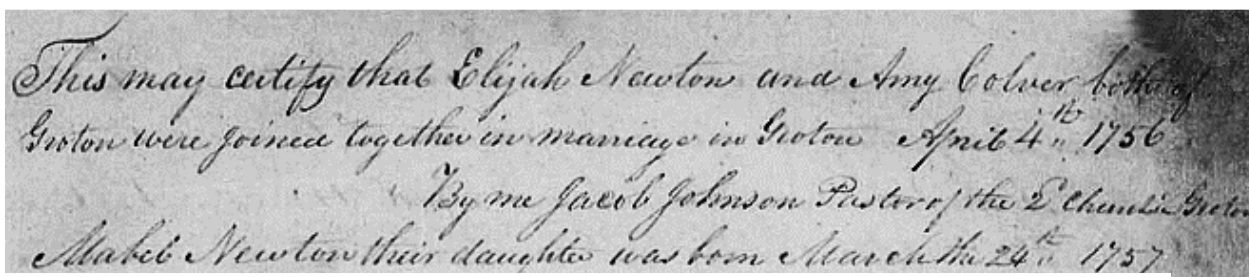 This may certify that Elijah Newton and Amy Colver both of
Groton were joined together in marriage in Groton April 4th 1756
By me Jacob Johnson Pastor of the 2d Church in Groton
Mabel Newton their daughter was born March the 24th 1757